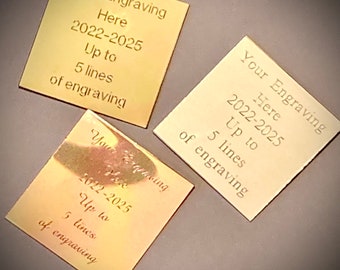 Engraving
Here
2022-2025
Up to
5 lines
of engraving
Your Engraving
Here
2022-2025
Up to
5 lines
of engraving
Your Engraving
2022-2025
Up to
5 lines
of engraving